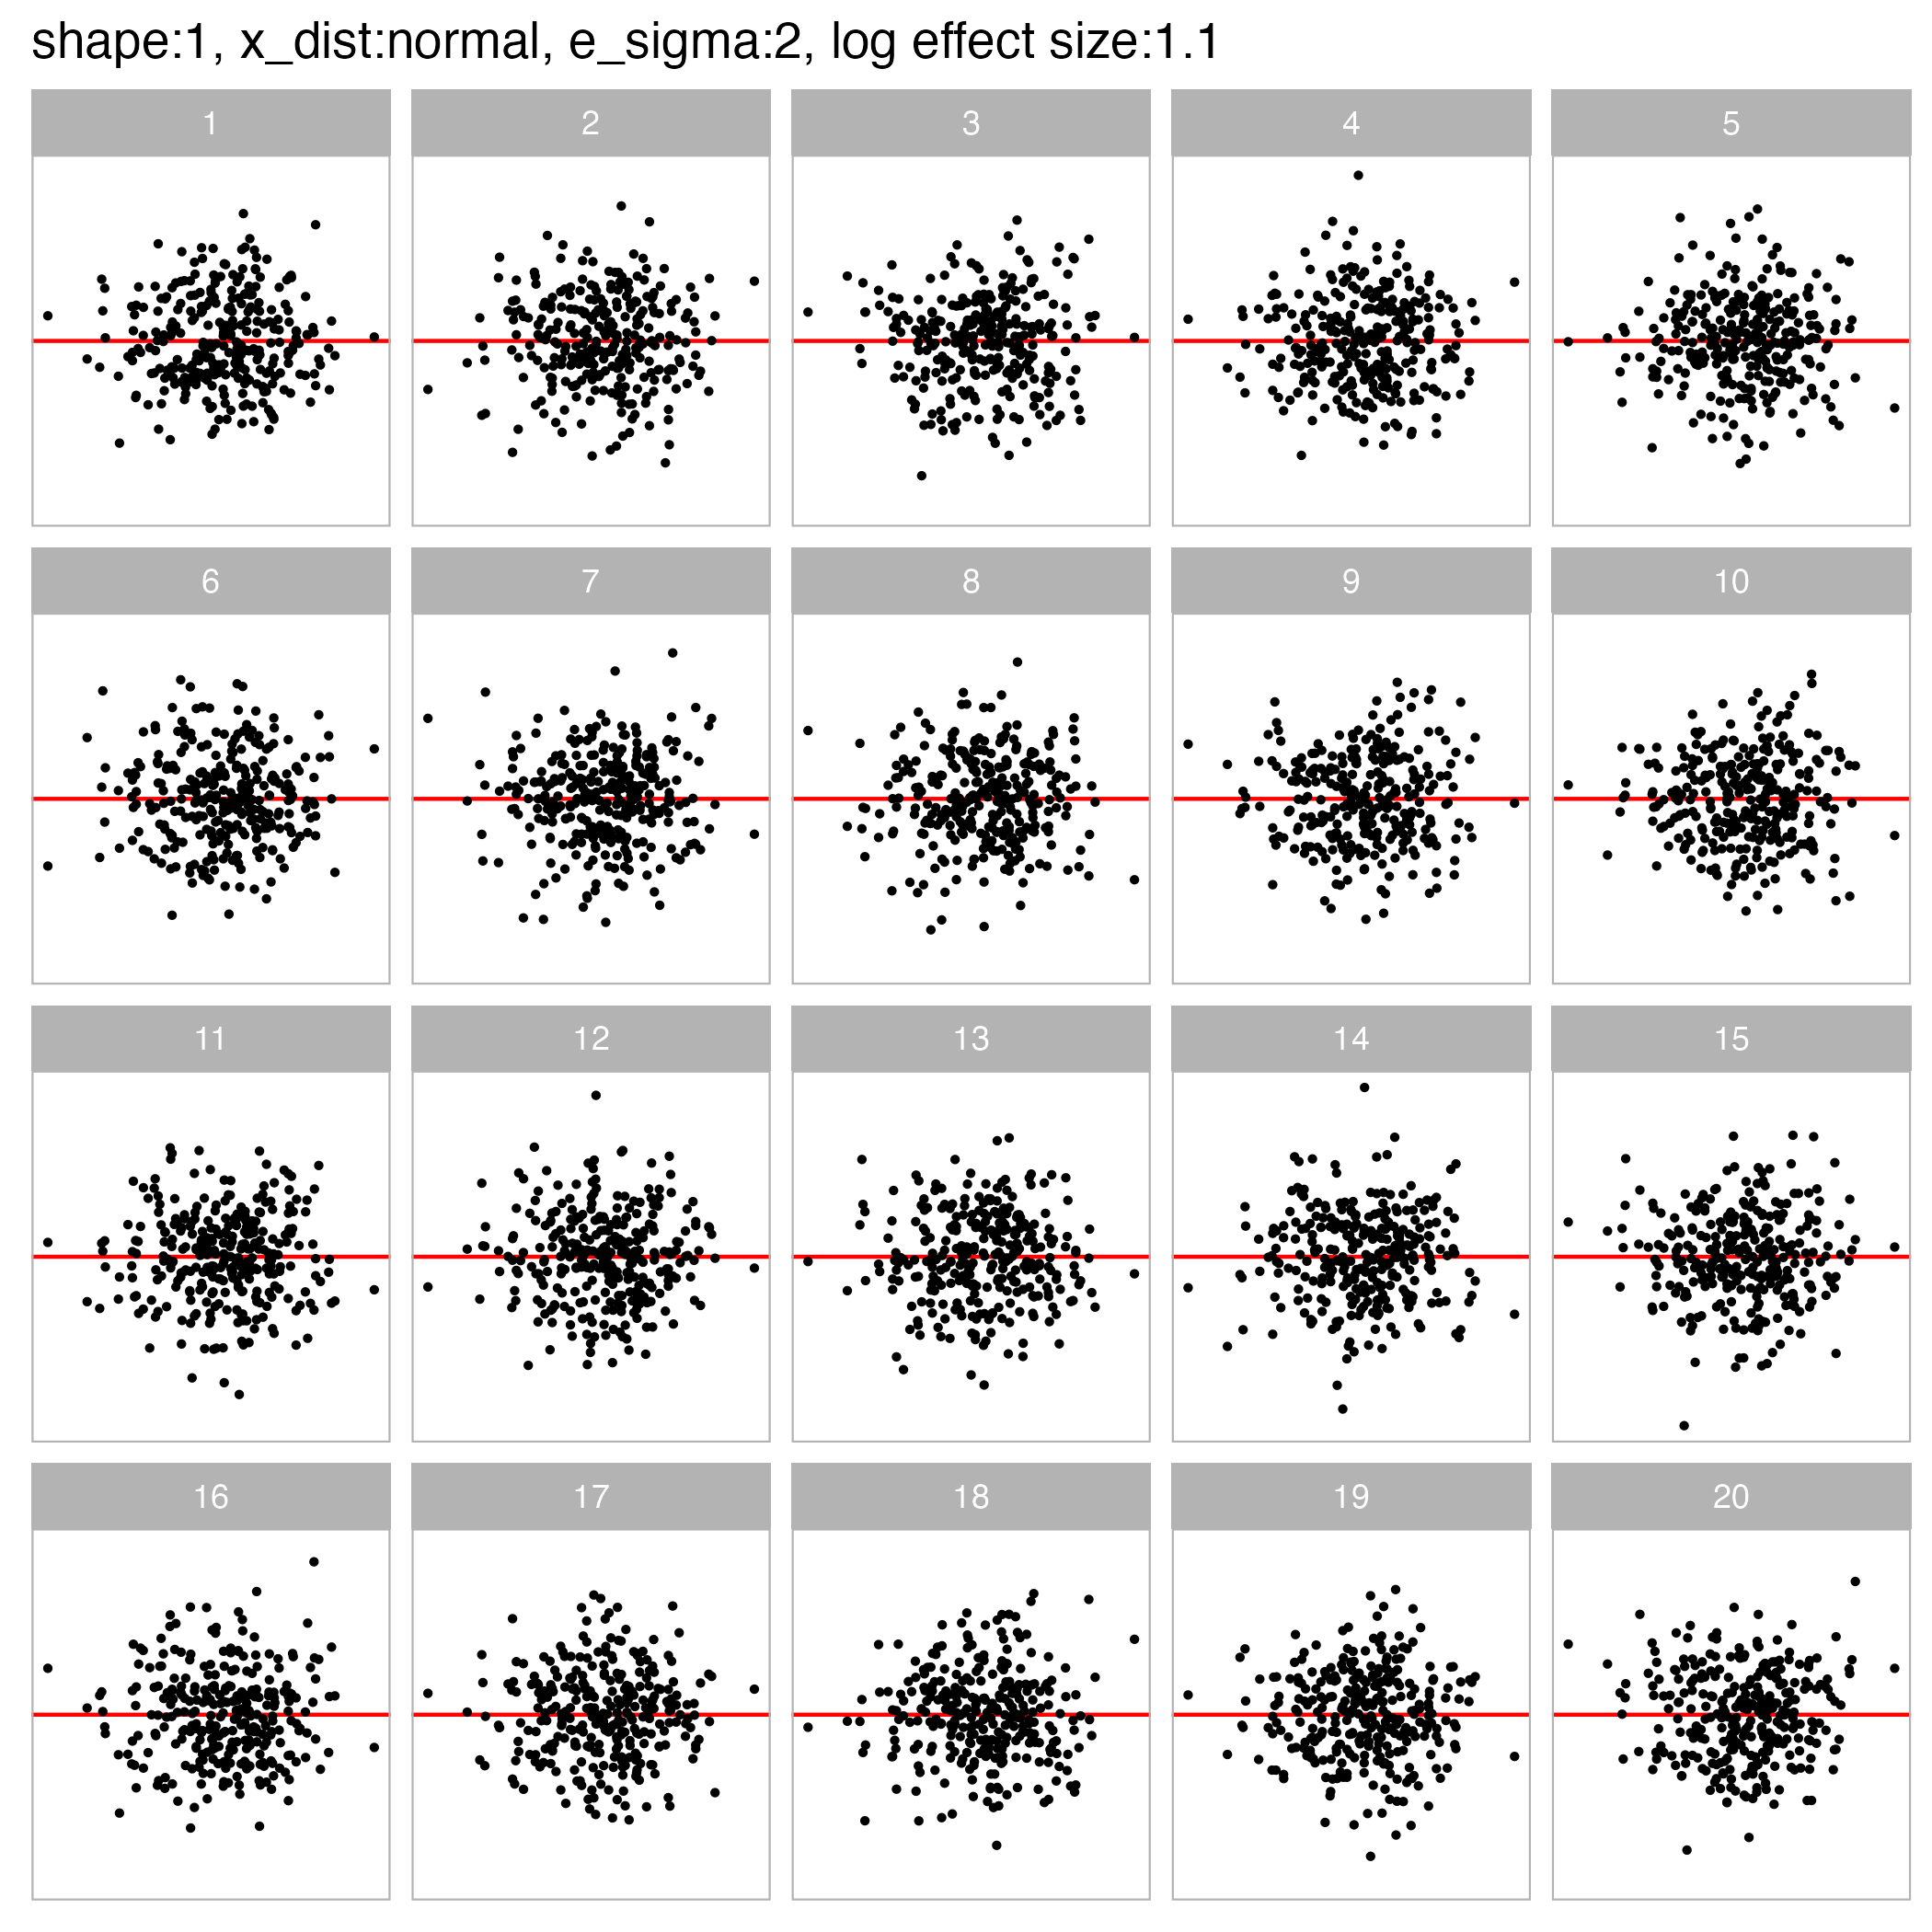 shape:1, x_dist:normal, e_sigma:2, log effect size:1.1
1 2 3 4 5
6 7 8 9 10
11 12 13 14 15
16 17 18 19 20